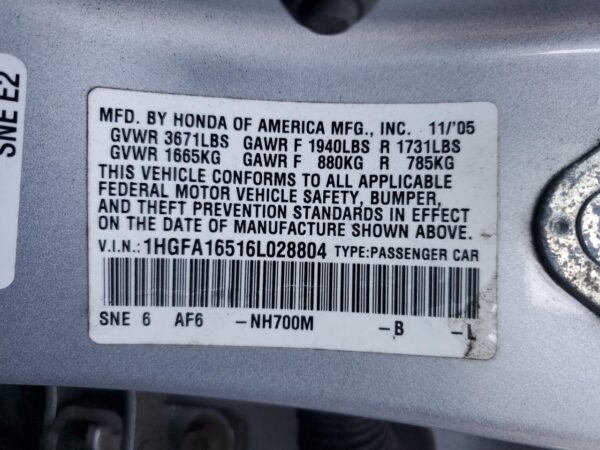 SNE E2
MFD. BY HONDA OF AMERICA MFG., INC. 11/'05
GVWR 3671LBS GAWR F 1940LBS R 1731LBS
GVWR 1665KG GAWR F 880KG R 785KG
THIS VEHICLE CONFORMS TO ALL APPLICABLE
FEDERAL MOTOR VEHICLE SAFETY, BUMPER,
AND THEFT PREVENTION STANDARDS IN EFFECT
ON THE DATE OF MANUFACTURE SHOWN ABOVE.
V.I.N.: 1HGFA16516L028804 TYPE:PASSENGER CAR
SNE 6 AF6 -NH700M -B -L